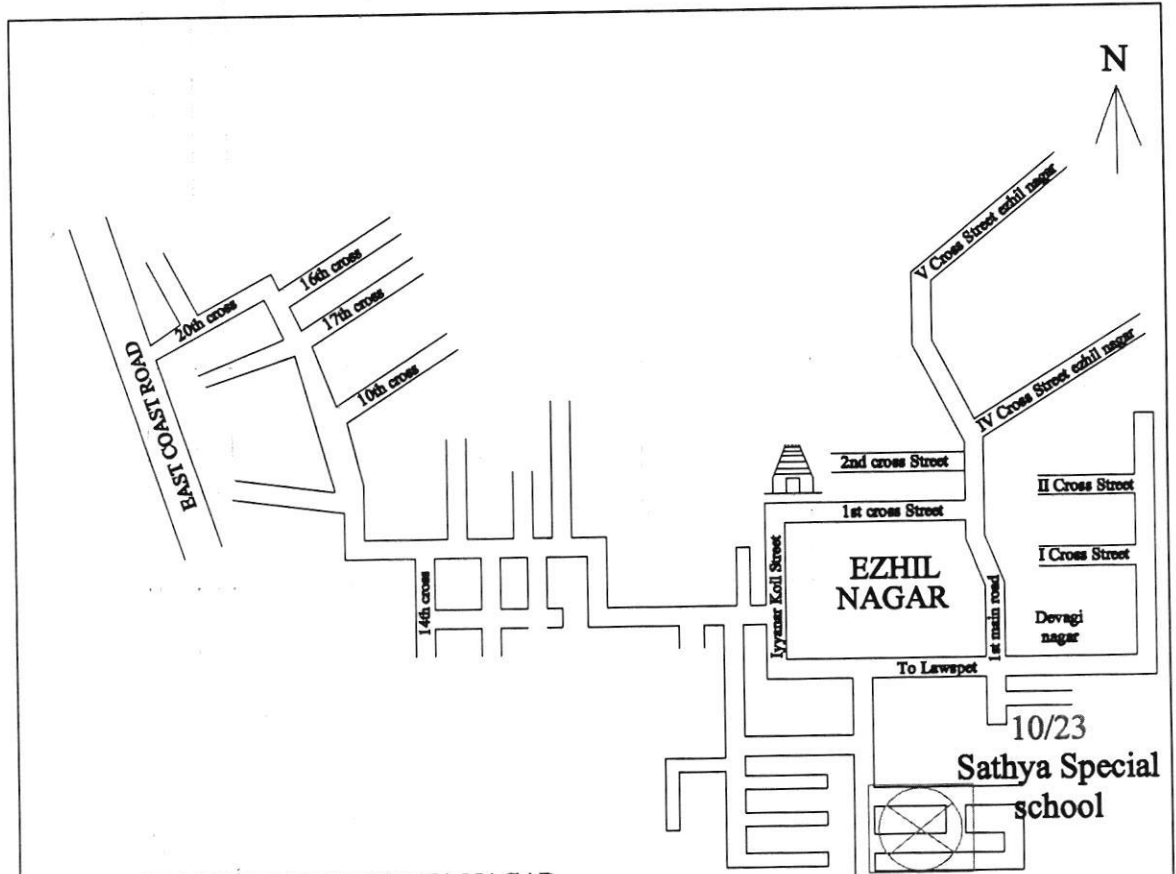 N
V Cross Street ezhil nagar
16th cross
20th cross
17th cross
EAST COAST ROAD
10th cross
IV Cross Street ezhil nagar
2nd cross Street
II Cross Street
1st cross Street
I Cross Street
EZHIL
NAGAR
Iyyanar Koil Street
14th cross
1st main road
Devagi
nagar
To Lawspet
10/23
Sathya Special
school